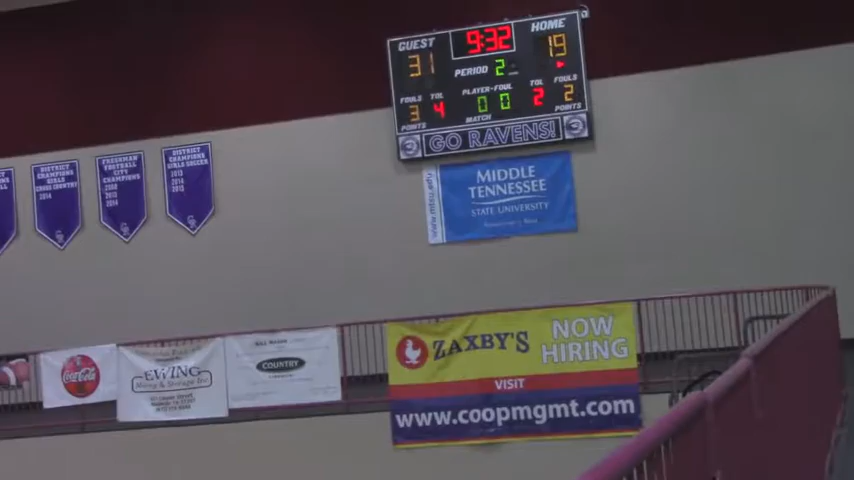 GUEST
9:32
HOME
31
19
PERIOD 2
FOULS
TOL
PLAYER-FOUL
TOL
FOULS
3
4
0 0
2
2
POINTS
MATCH
POINTS
GO RAVENS!
MIDDLE
TENNESSEE
STATE UNIVERSITY
www.mtsu.edu
DISTRICT
CHAMPIONS
GIRLS
CROSS COUNTRY
2014
FRESHMAN
FOOTBALL
CITY
CHAMPIONS
DISTRICT
CHAMPIONS
GIRLS SOCCER
2013
2014
2015
Coca-Cola
EWING
Moving & Storage Inc
COUNTRY
ZAXBY'S
NOW
HIRING
VISIT
www.coopmgmt.com